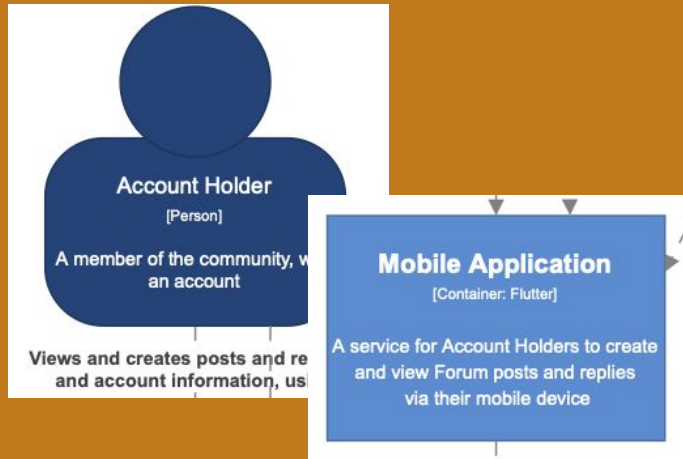 Account Holder
[Person]
A member of the community, w
an account
Views and creates posts and re
and account information, usi
Mobile Application
[Container: Flutter]
A service for Account Holders to create
and view Forum posts and replies
via their mobile device